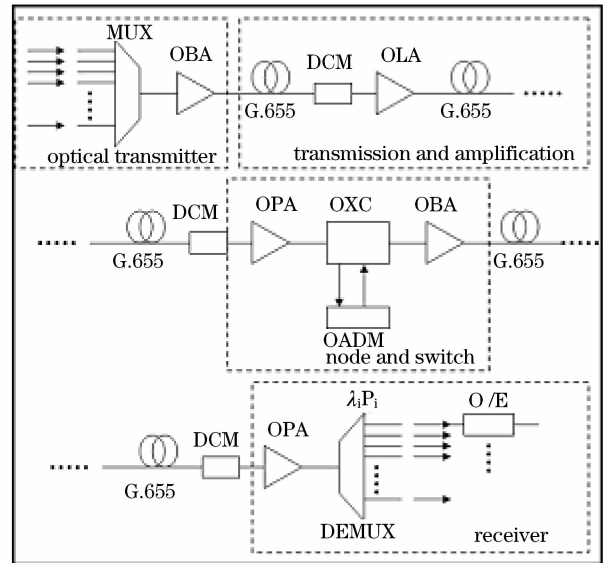 MUX
OBA
DCM
OLA
G.655
G.655
optical transmitter
transmission and amplification
DCM
OPA
OXC
OBA
G.655
G.655
OADM
node and switch
λiPi
O /E
DCM
OPA
G.655
DEMUX
receiver